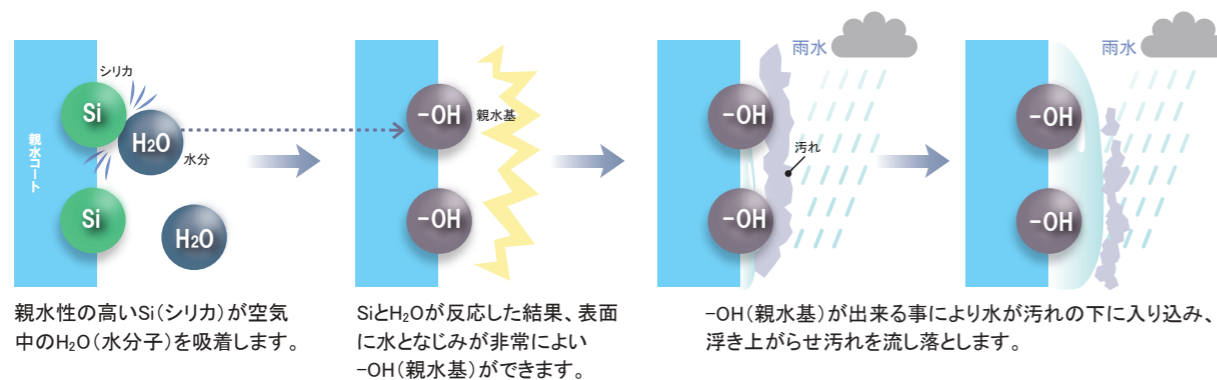 雨水
雨水
シリカ
Si
H₂O
水分
親水コート
Si
H₂O
-OH
親水基
-OH
-OH
汚れ
-OH
-OH
-OH
親水性の高いSi(シリカ)が空気
中のH₂O(水分子)を吸着します。
SiとH₂Oが反応した結果、表面
に水となじみが非常によい
-OH(親水基)ができます。
-OH(親水基)が出来る事により水が汚れの下に入り込み、
浮き上がらせ汚れを流し落とします。